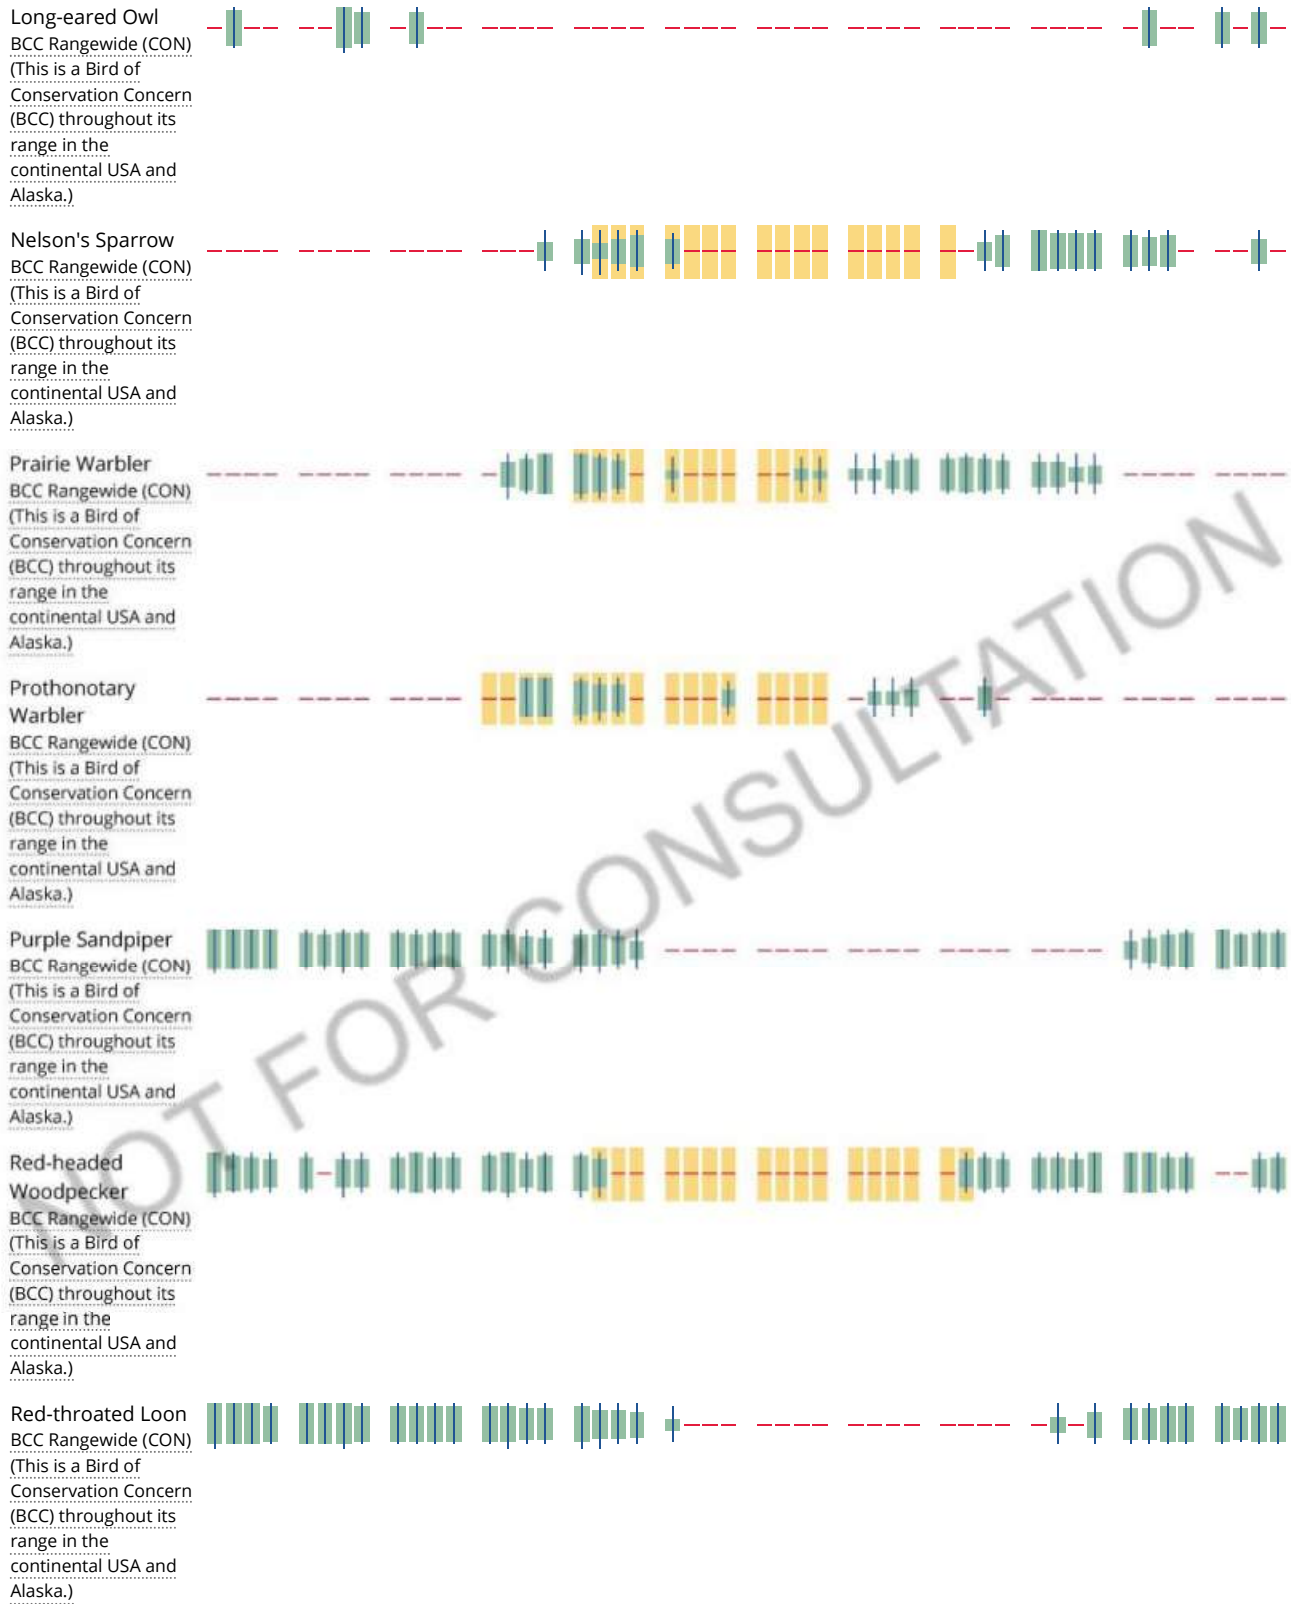 Long-eared Owl
BCC Rangewide (CON)
(This is a Bird of
Conservation Concern
(BCC) throughout its
range in the
continental USA and
Alaska.)
Nelson's Sparrow
BCC Rangewide (CON)
(This is a Bird of
Conservation Concern
(BCC) throughout its
range in the
continental USA and
Alaska.)
Prairie Warbler
BCC Rangewide (CON)
(This is a Bird of
Conservation Concern
(BCC) throughout its
range in the
continental USA and
Alaska.)
Prothonotary
Warbler
BCC Rangewide (CON)
(This is a Bird of
Conservation Concern
(BCC) throughout its
range in the
continental USA and
Alaska.)
Purple Sandpiper
BCC Rangewide (CON)
(This is a Bird of
Conservation Concern
(BCC) throughout its
range in the
continental USA and
Alaska.)
Red-headed
Woodpecker
BCC Rangewide (CON)
(This is a Bird of
Conservation Concern
(BCC) throughout its
range in the
continental USA and
Alaska.)
Red-throated Loon
BCC Rangewide (CON)
(This is a Bird of
Conservation Concern
(BCC) throughout its
range in the
continental USA and
Alaska.)
NOT FOR CONSULTATION